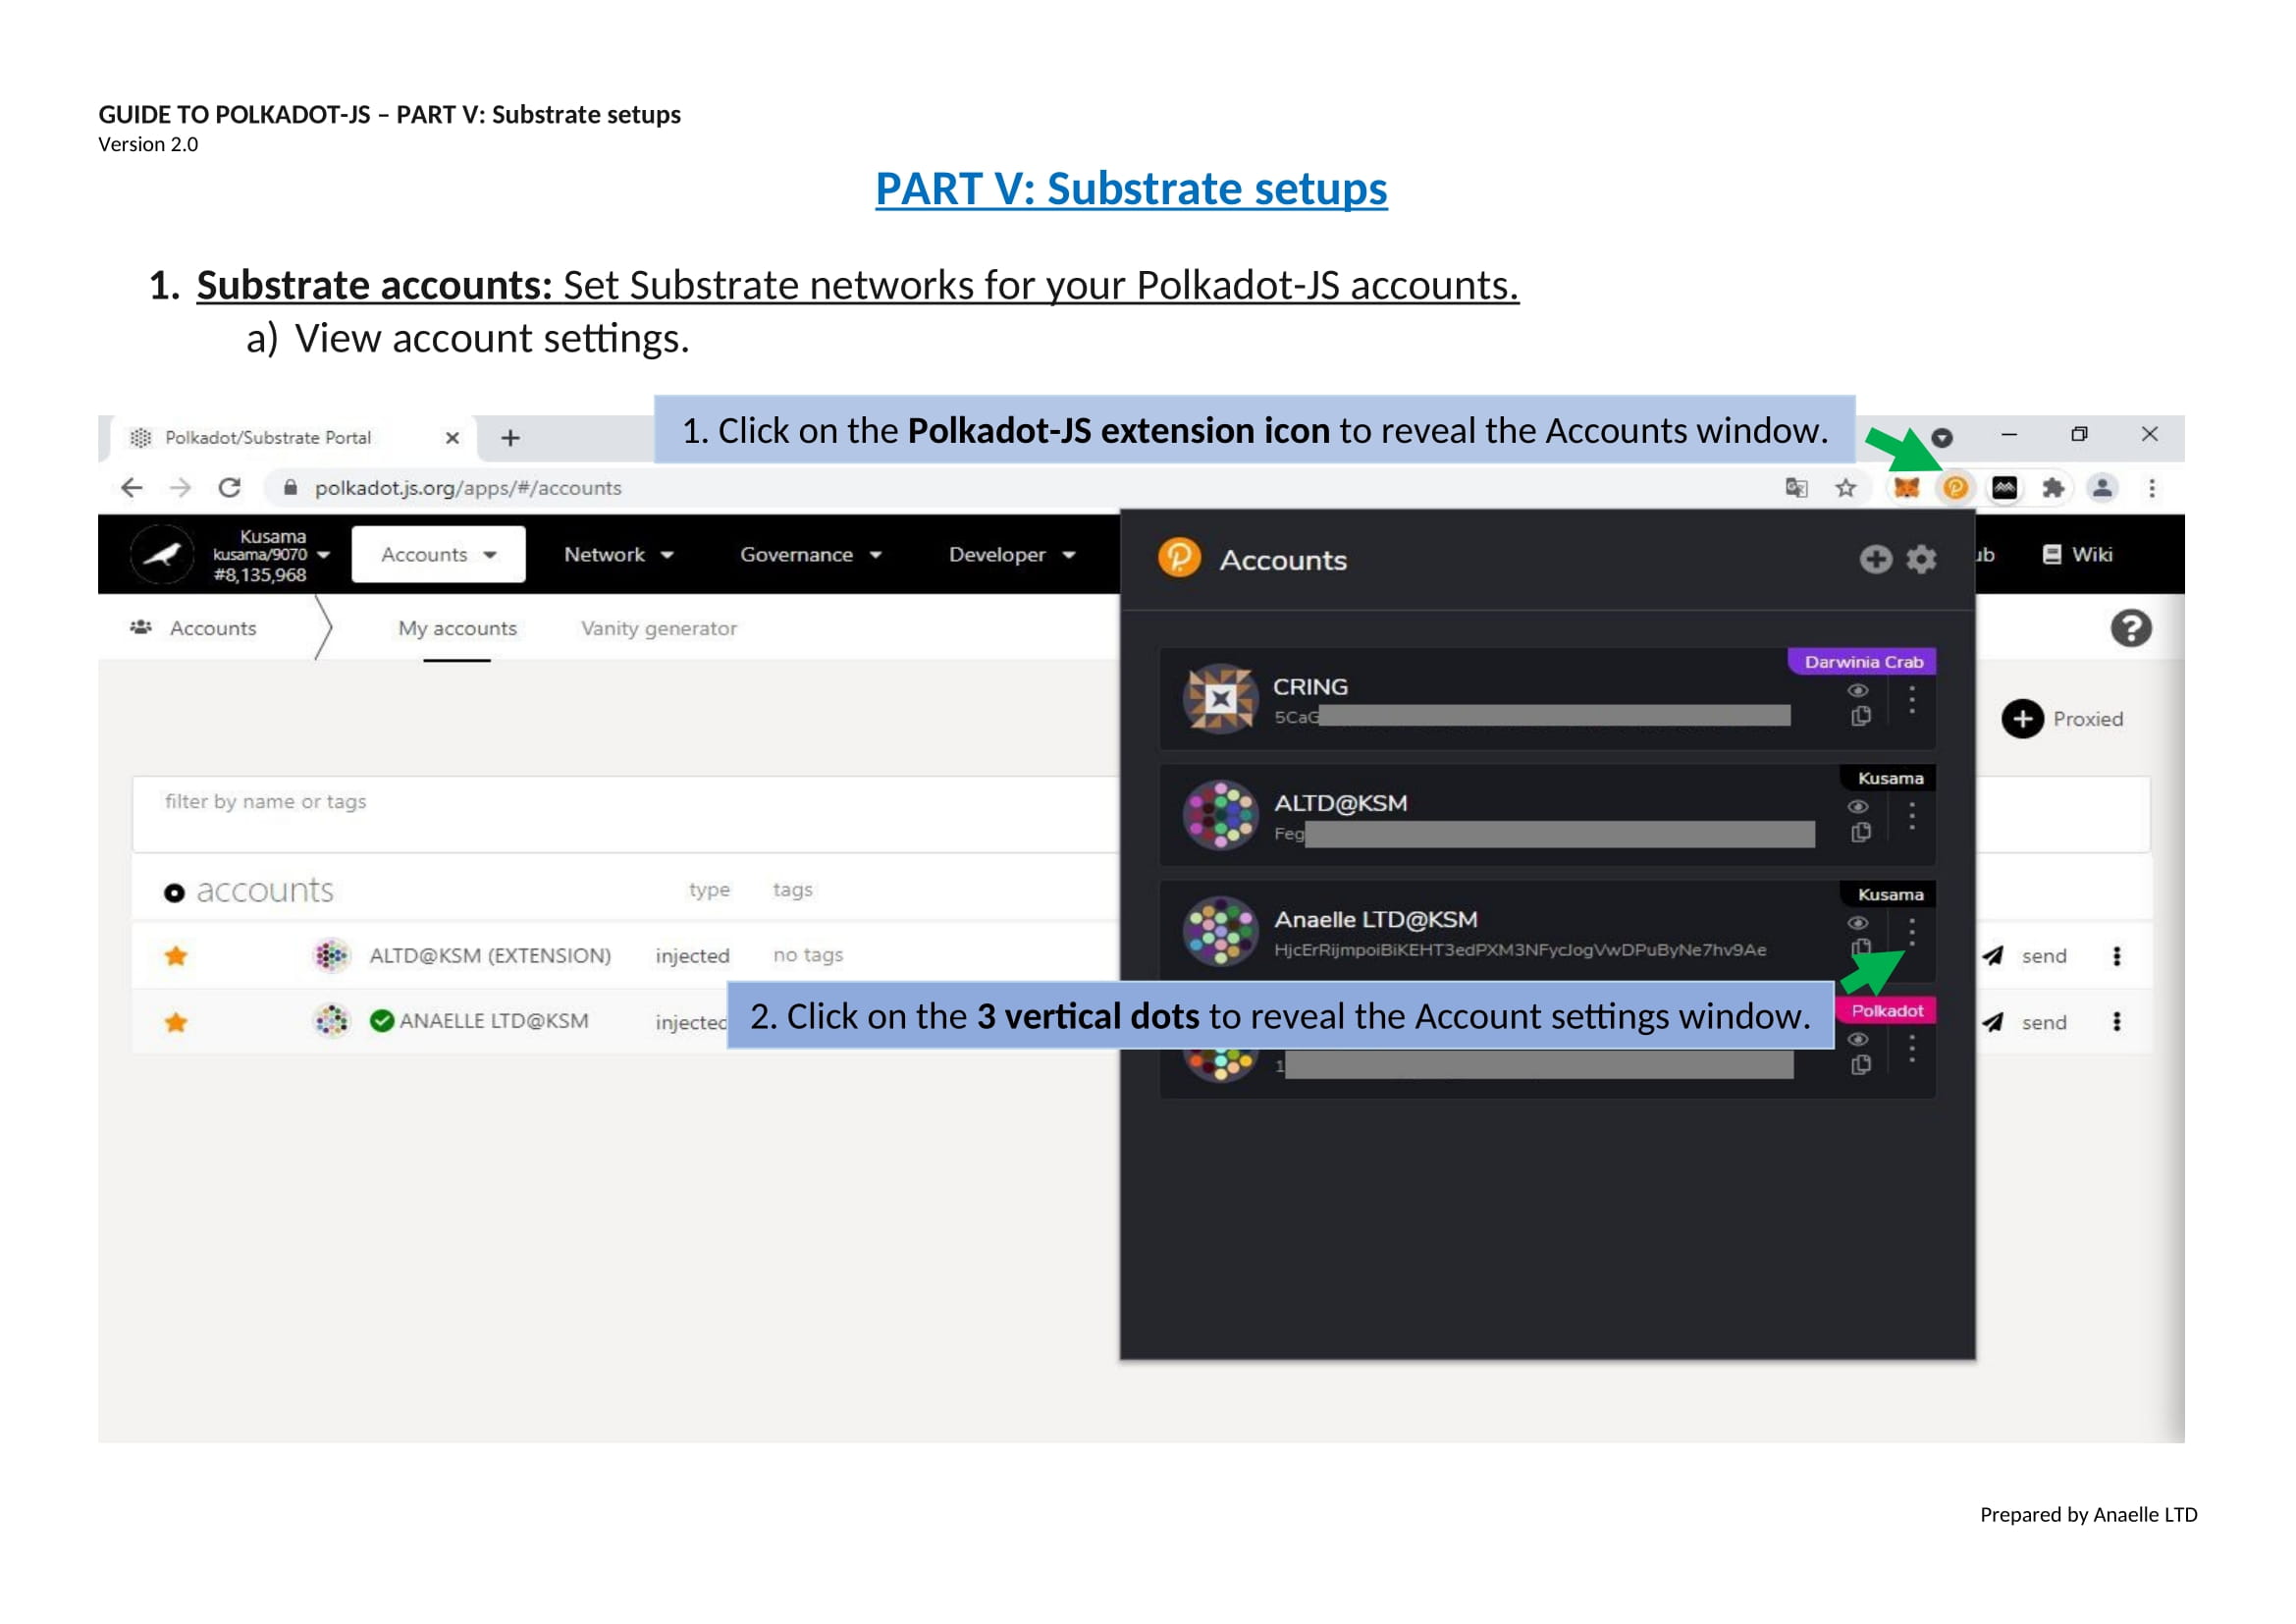 GUIDE TO POLKADOT-JS – PART V: Substrate setups
Version 2.0
PART V: Substrate setups
1. Substrate accounts: Set Substrate networks for your Polkadot-JS accounts.
a) View account settings.
1. Click on the Polkadot-JS extension icon to reveal the Accounts window.
Polkadot/Substrate Portal
polkadot.js.org/apps/#/accounts
Kusama
kusama/9070
#8,135,968
Accounts Network Governance Developer
Wiki
Accounts
My accounts Vanity generator
Proxied
filter by name or tags
accounts type tags
ALTD@KSM (EXTENSION) injected no tags send
ANAELLE LTD@KSM injected send
Accounts
Darwinia Crab
CRING
5CaG
Kusama
ALTD@KSM
Feg
Kusama
Anaelle LTD@KSM
HjcErRijmpoiBiKEHT3edPXM3NFycJogVwDPuByNe7hv9Ae
2. Click on the 3 vertical dots to reveal the Account settings window.
Polkadot
1
Prepared by Anaelle LTD